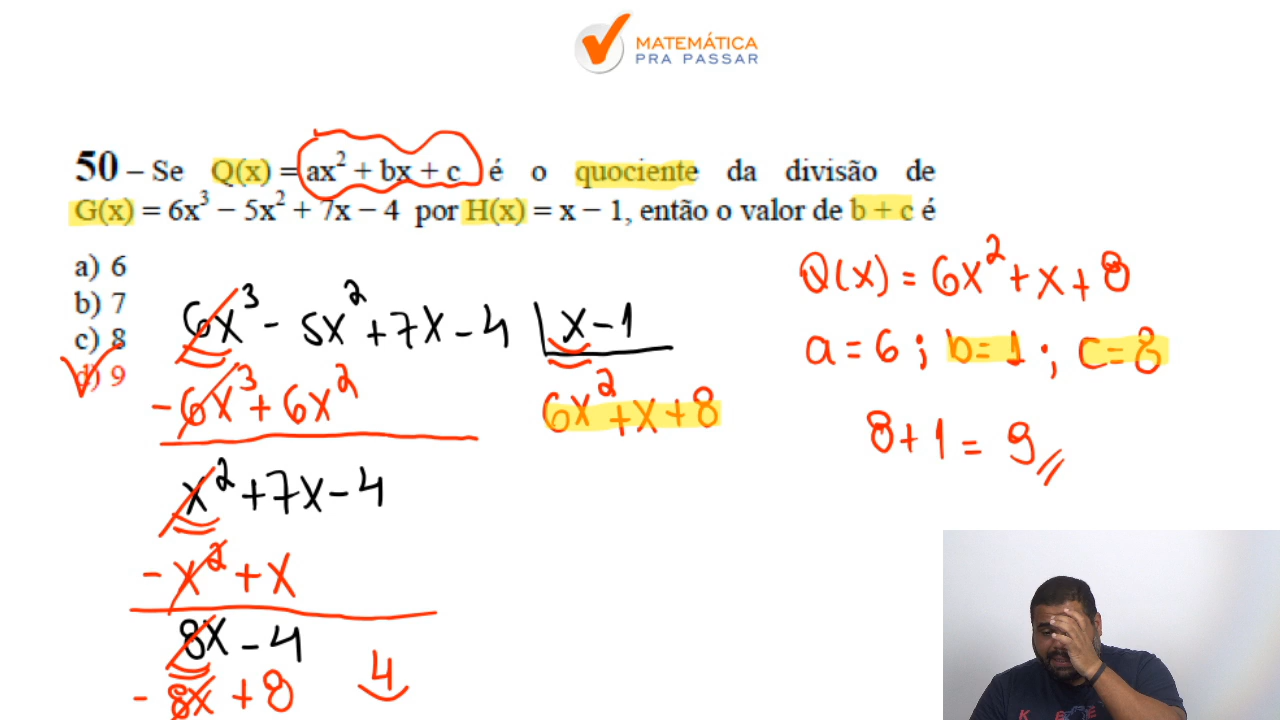 MATEMÁTICA
PRA PASSAR
50 – Se Q(x) = ax² + bx + c é o quociente da divisão de
G(x) = 6x³ – 5x² + 7x – 4 por H(x) = x – 1, então o valor de b + c é
a) 6
b) 7
c) 8
d) 9
6x³ - 5x² + 7x - 4 | x - 1
- 6x³ + 6x² 6x² + x + 8
x² + 7x - 4
- x² + x
8x - 4
- 8x + 8 4
Q(x) = 6x² + x + 8
a = 6 ; b = 1 ; c = 8
8 + 1 = 9